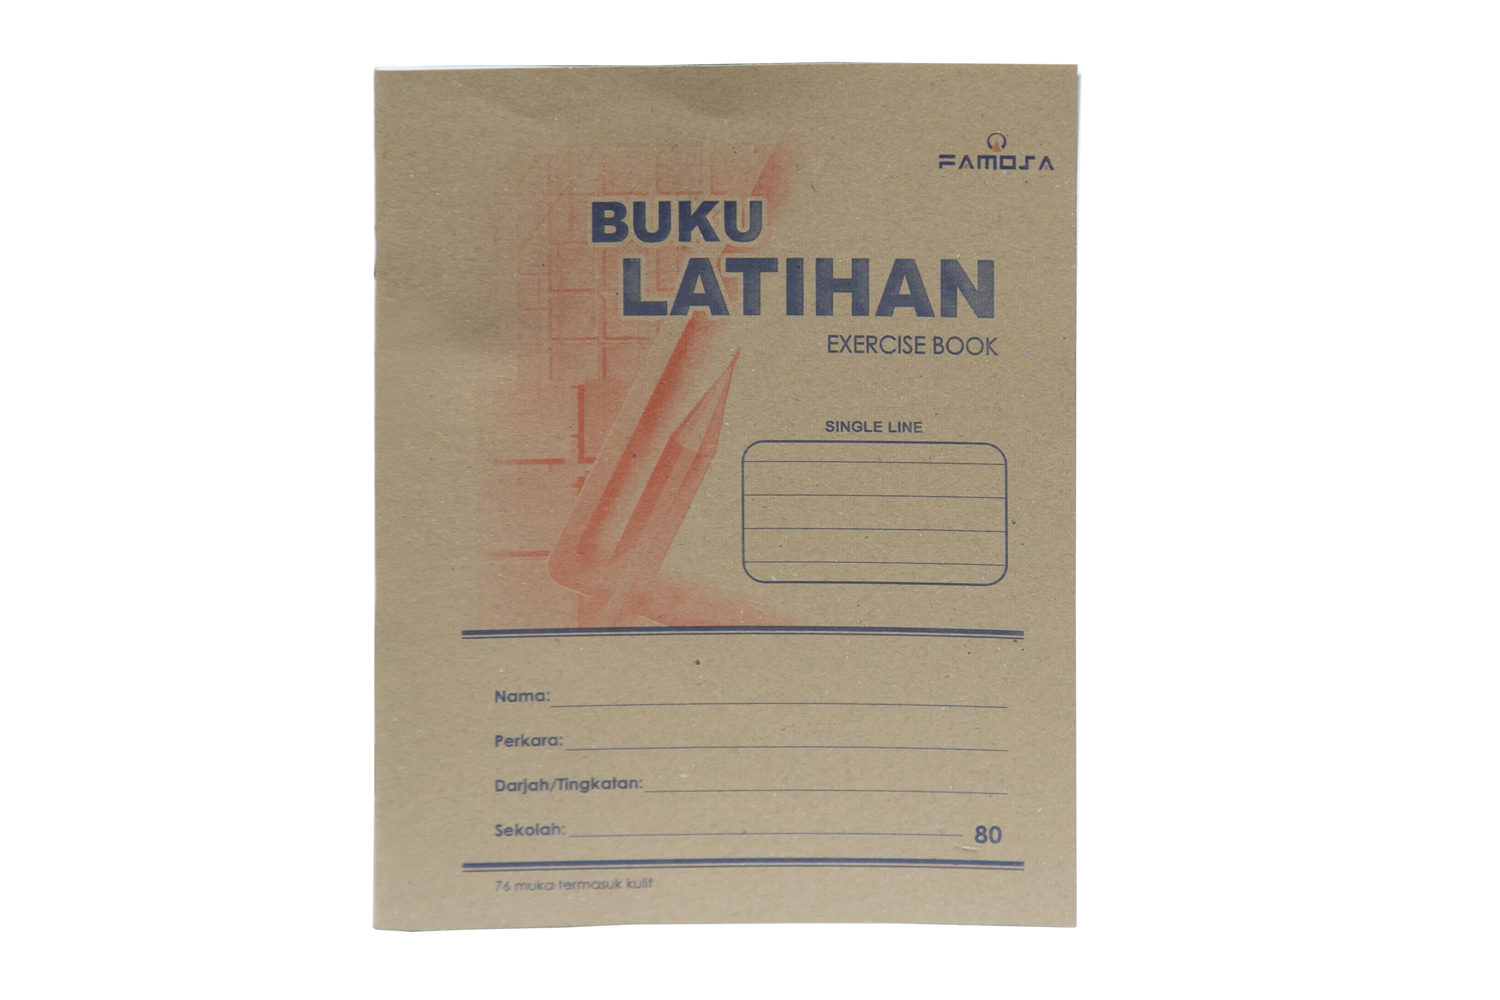 FAMOSA
BUKU
LATIHAN
EXERCISE BOOK
SINGLE LINE
Nama:
Perkara:
Darjah/Tingkatan:
Sekolah:
80
76 muka termasuk kulit